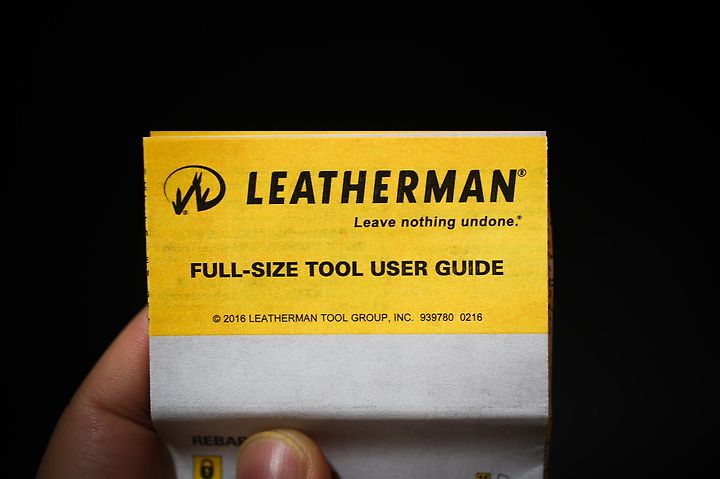 LEATHERMAN®
Leave nothing undone.®
FULL-SIZE TOOL USER GUIDE
© 2016 LEATHERMAN TOOL GROUP, INC. 939780 0216